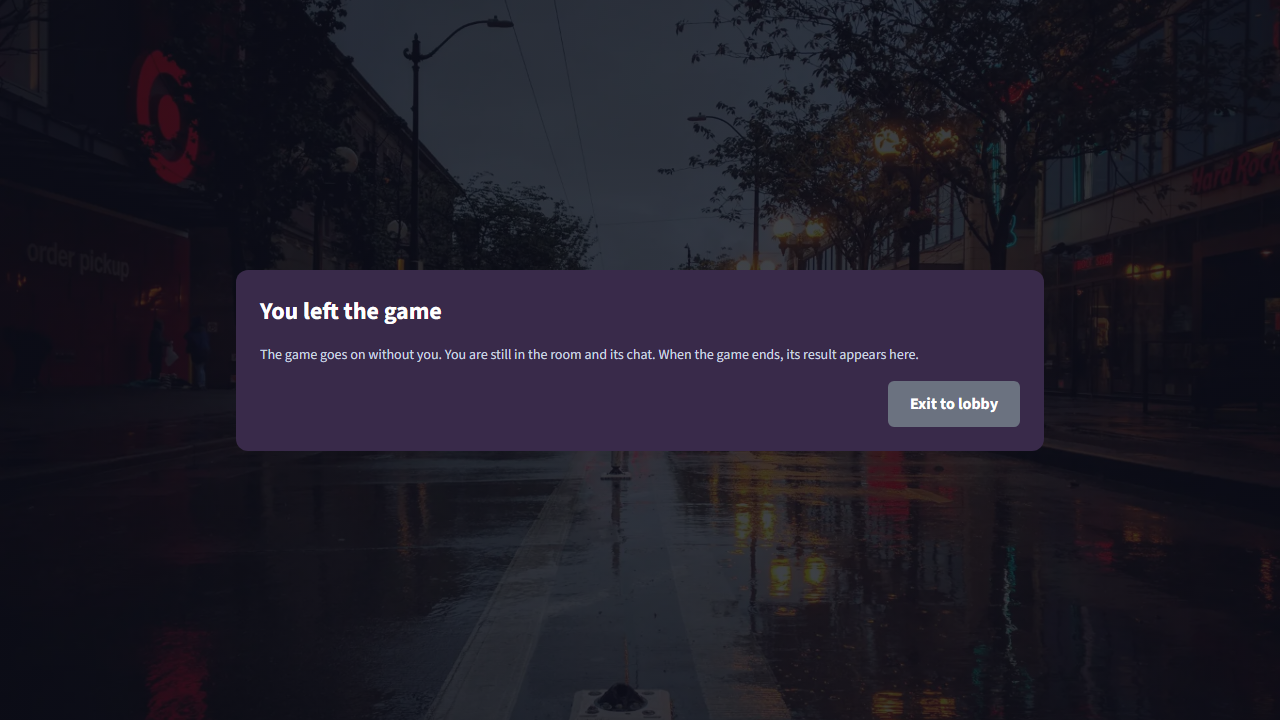 order pickup
Hard Rock
You left the game
The game goes on without you. You are still in the room and its chat. When the game ends, its result appears here.
Exit to lobby